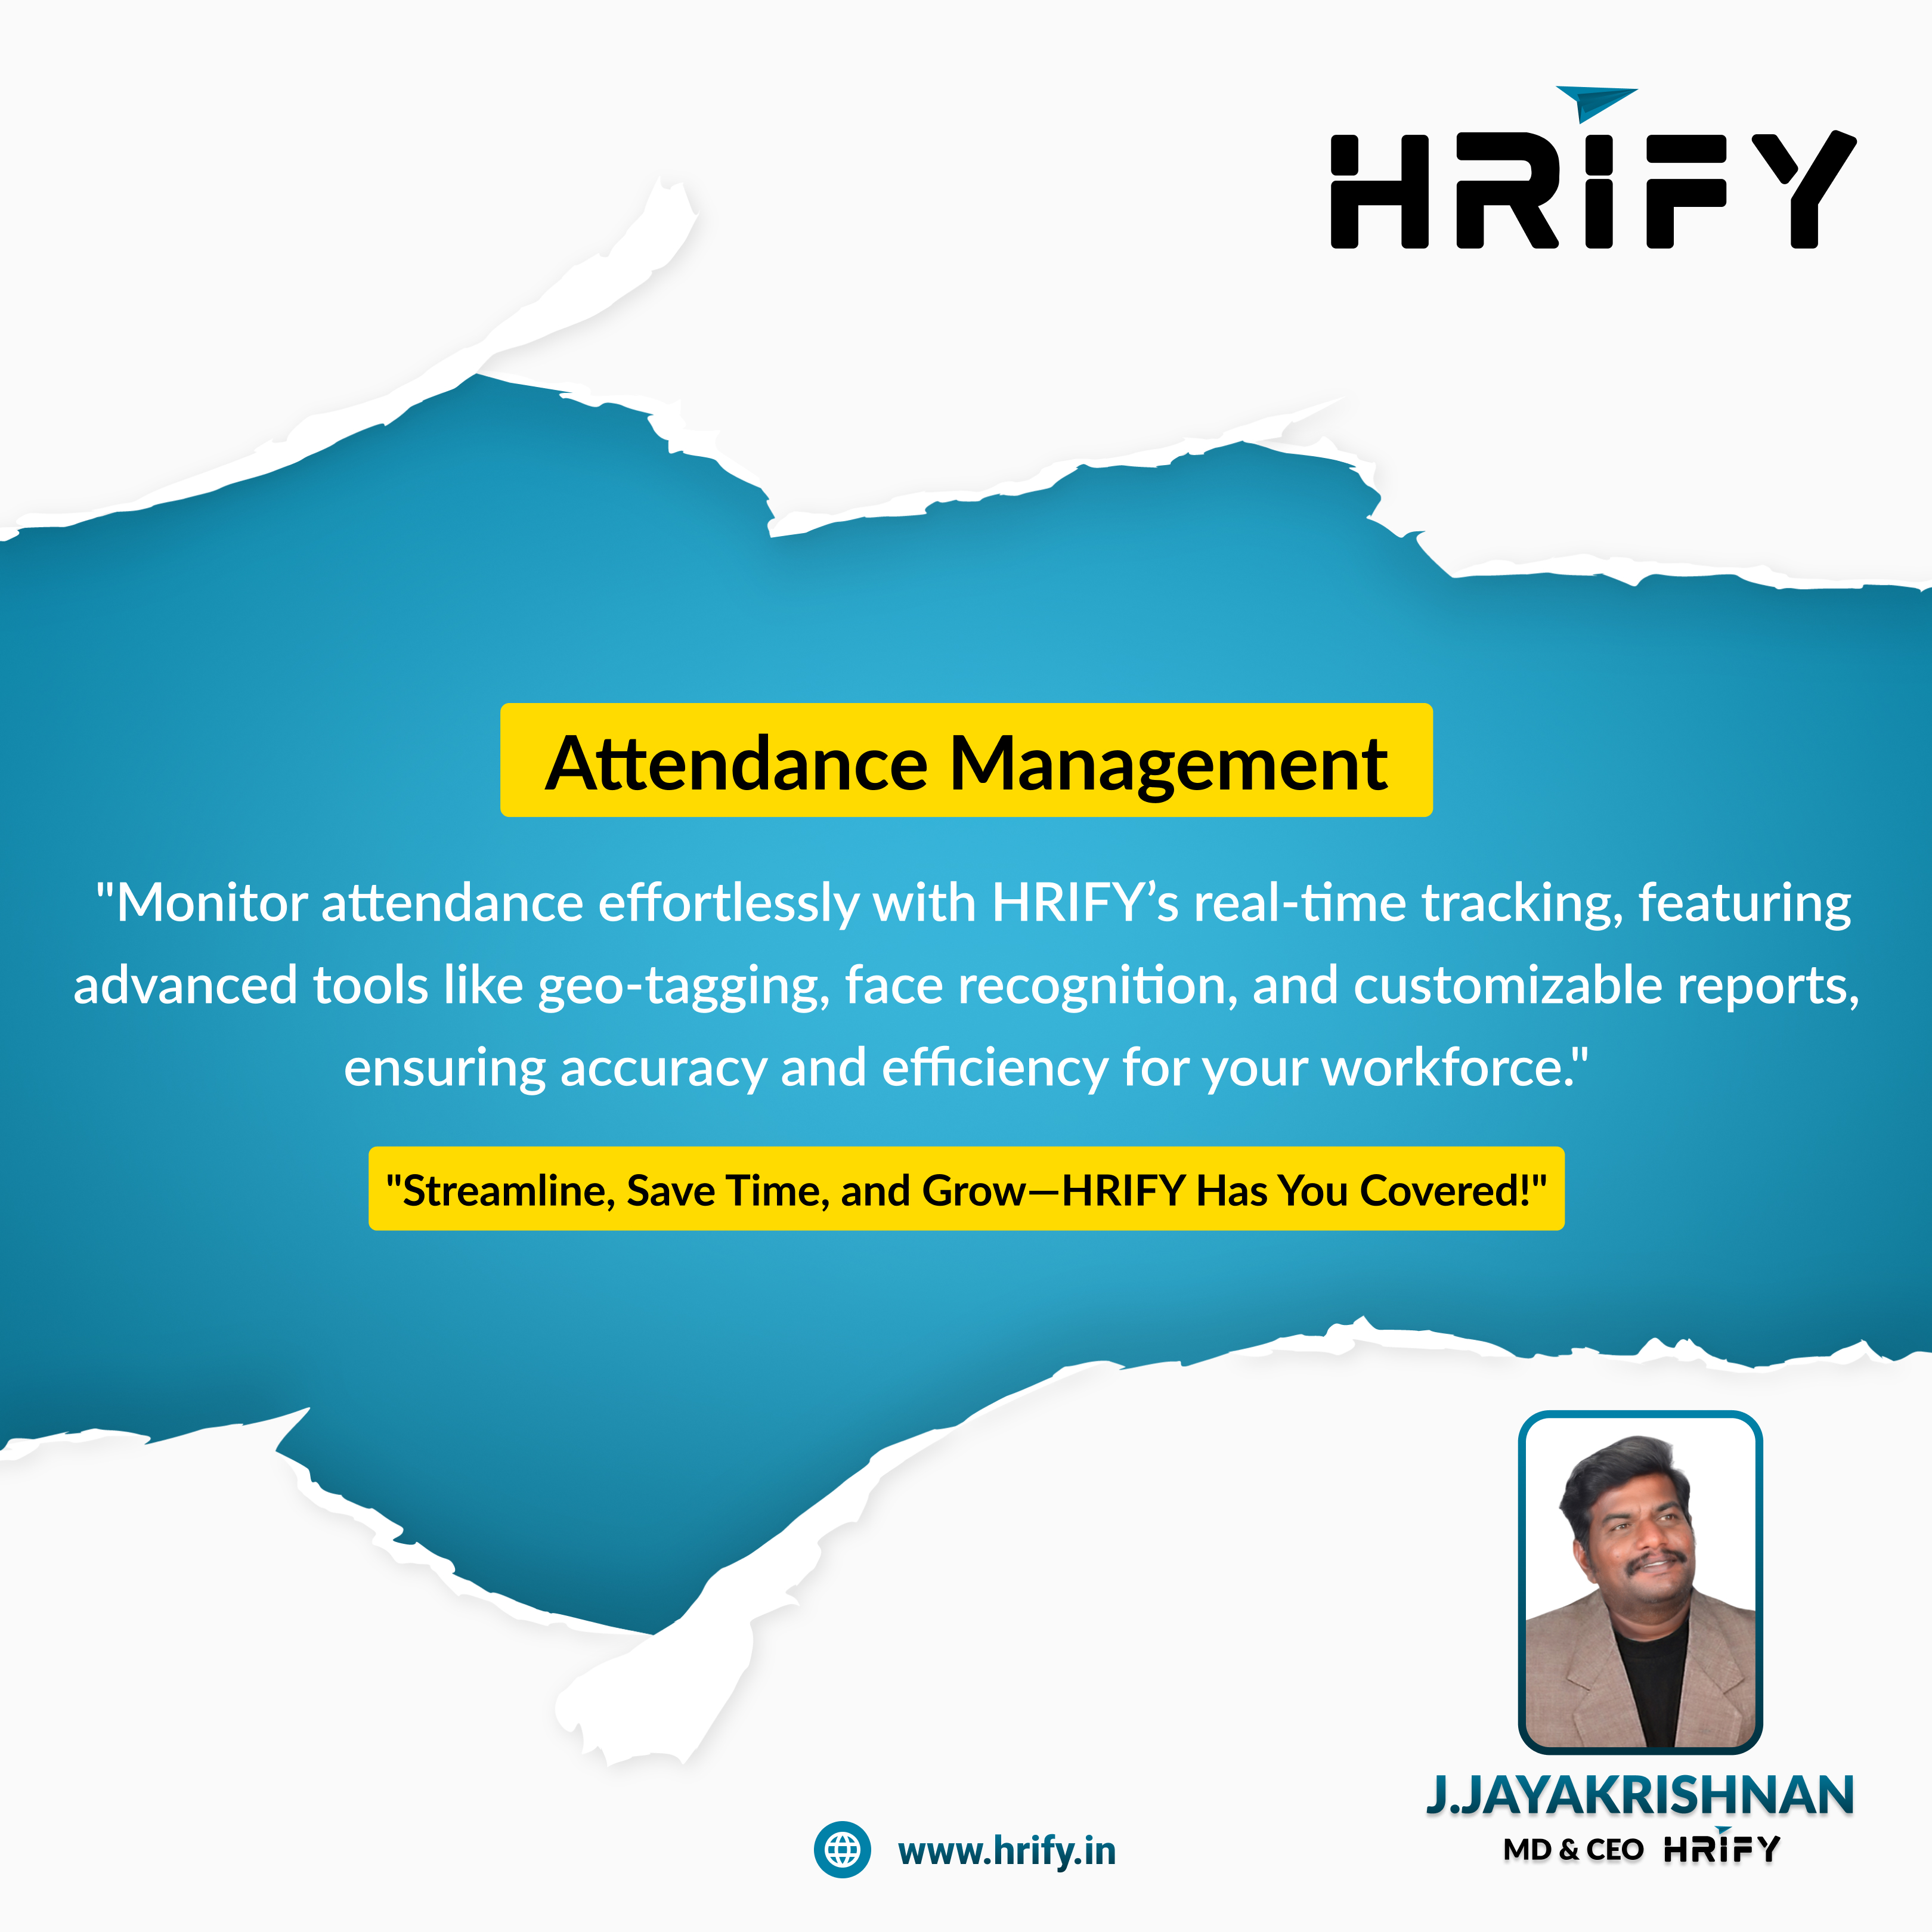 HRIFY
Attendance Management
"Monitor attendance effortlessly with HRIFY’s real-time tracking, featuring
advanced tools like geo-tagging, face recognition, and customizable reports,
ensuring accuracy and efficiency for your workforce."
"Streamline, Save Time, and Grow—HRIFY Has You Covered!"
J.JAYAKRISHNAN
MD & CEO HRIFY
www.hrify.in